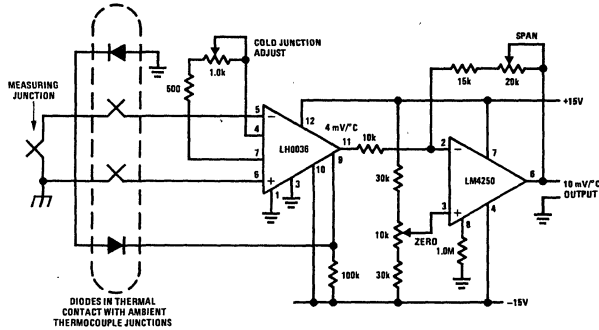 SPAN
COLD JUNCTION
ADJUST
1.0k
500
15k
20k
MEASURING
JUNCTION
+15V
5
12
4 mV/°C
4
11
10k
2
7
LH0036
LM4250
6
10 mV/°C
OUTPUT
7
9
30k
6
10
3
4
1
3
10k
ZERO
8
1.0M
100k
30k
-15V
DIODES IN THERMAL
CONTACT WITH AMBIENT
THERMOCOUPLE JUNCTIONS